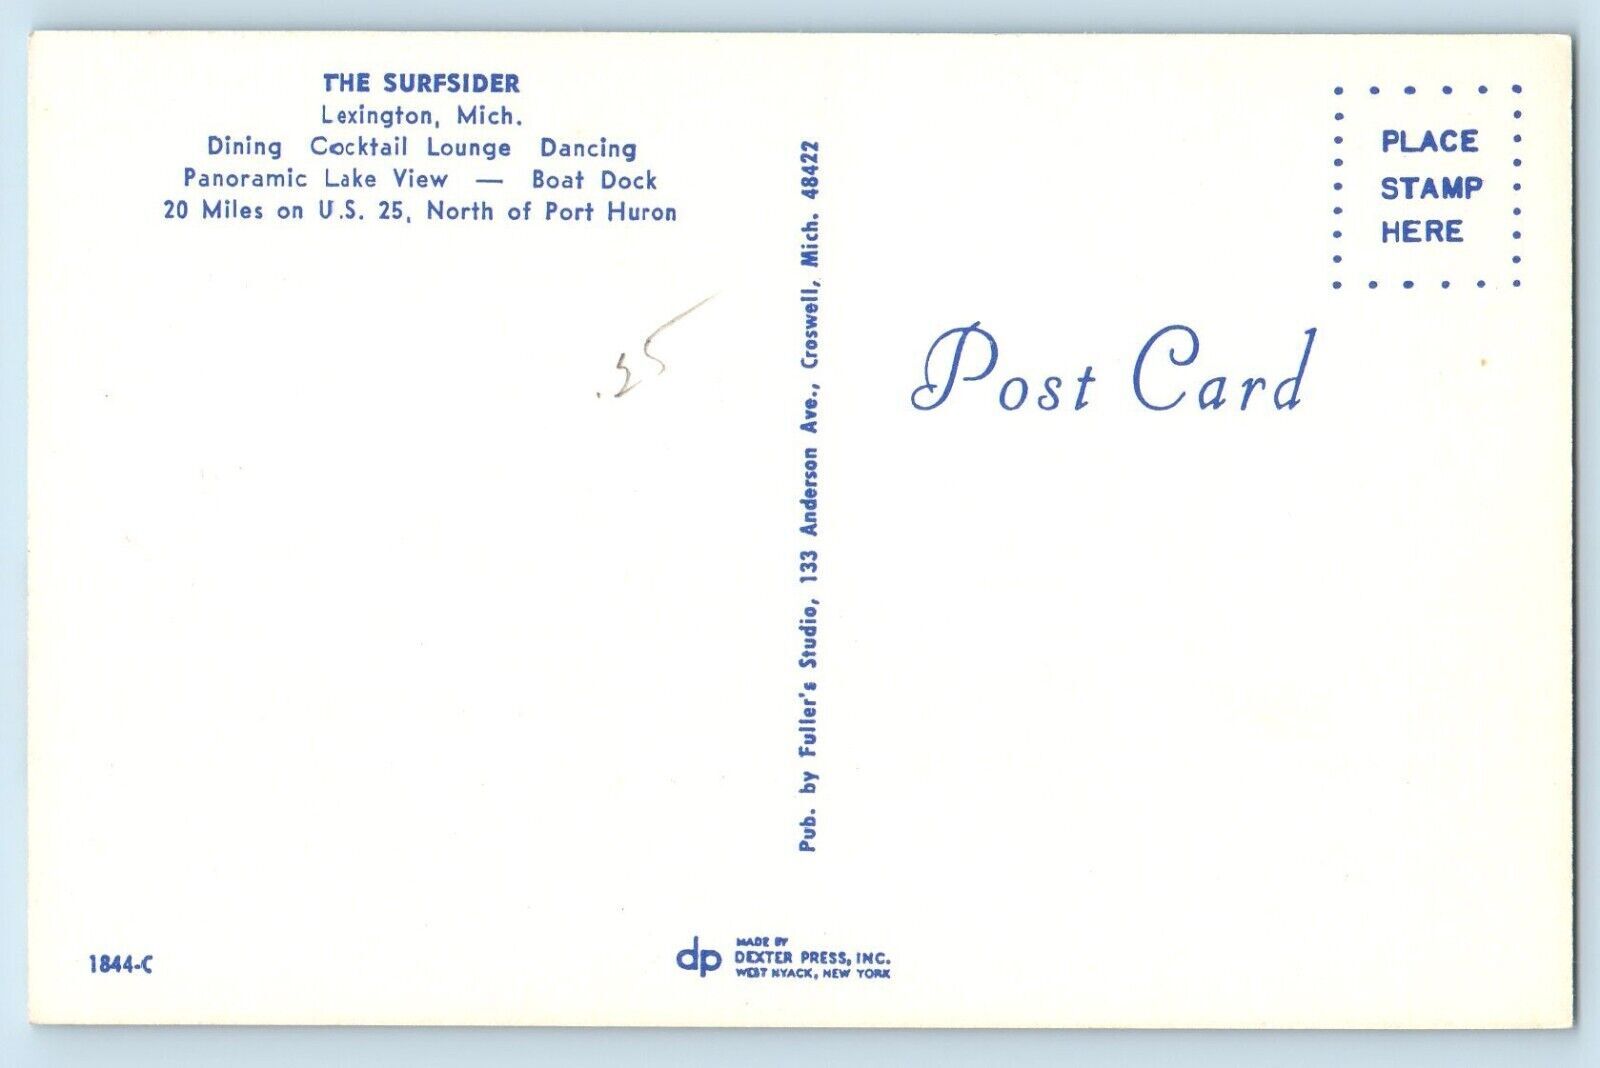 THE SURFSIDER
Lexington, Mich.
Dining Cocktail Lounge Dancing
Panoramic Lake View — Boat Dock
20 Miles on U.S. 25, North of Port Huron
.25
Pub. by Fuller's Studio, 133 Anderson Ave., Croswell, Mich. 48422
PLACE
STAMP
HERE
Post Card
1844-C
dp
MADE BY
DEXTER PRESS, INC.
WEST NYACK, NEW YORK